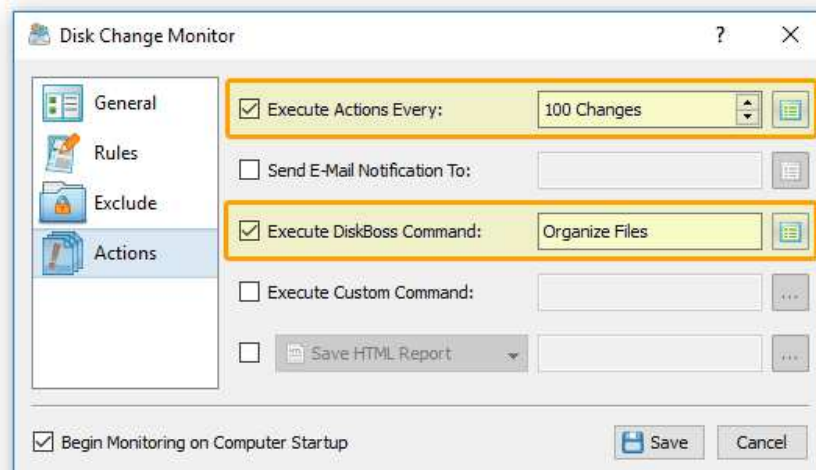 Disk Change Monitor
?
General
Rules
Exclude
Actions
Execute Actions Every:
100 Changes
Send E-Mail Notification To:
Execute DiskBoss Command:
Organize Files
Execute Custom Command:
...
Save HTML Report
...
Begin Monitoring on Computer Startup
Save
Cancel